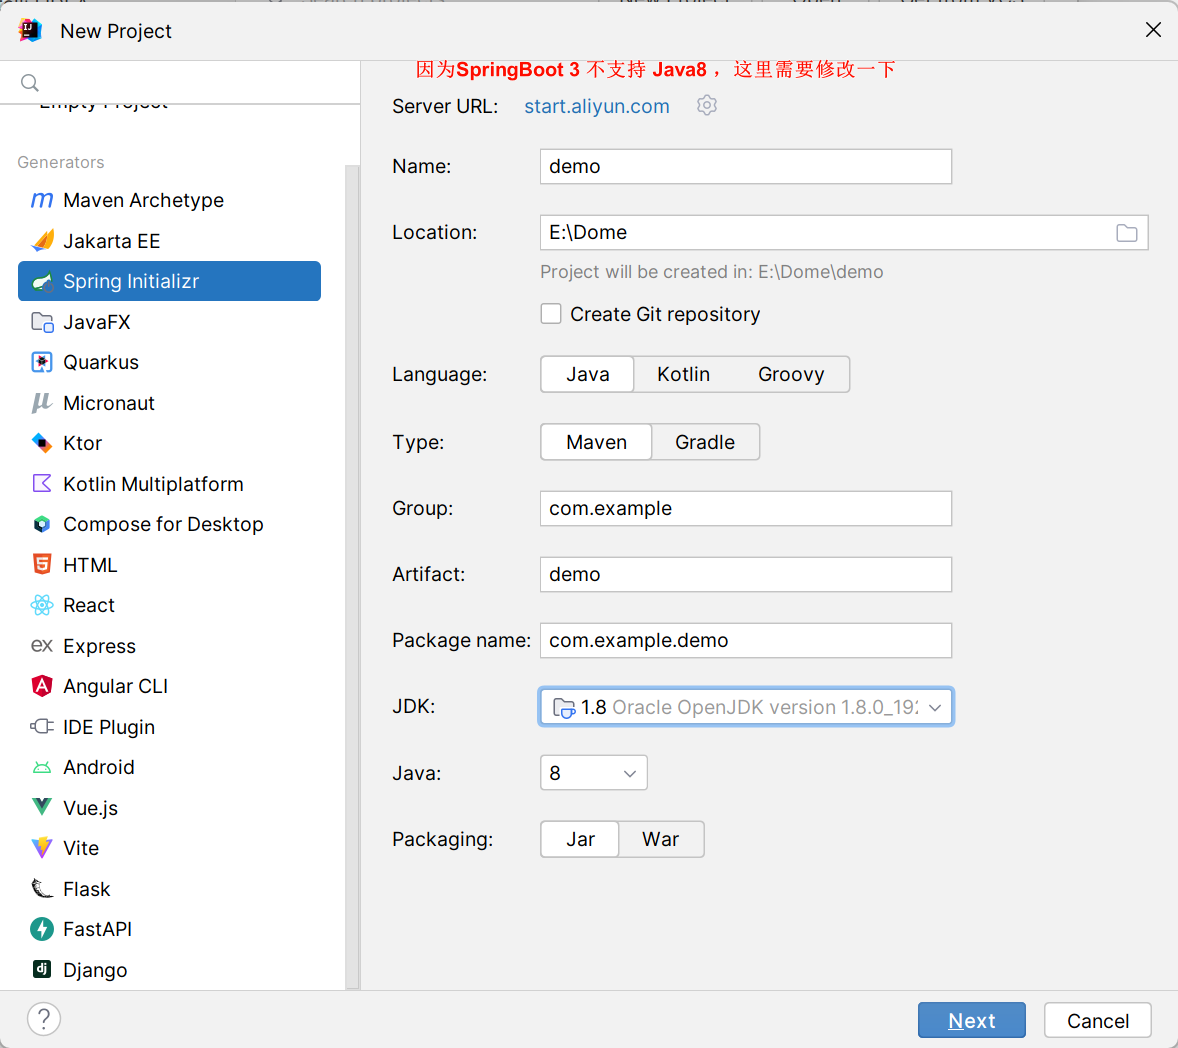 New Project
因为SpringBoot 3 不支持 Java8 ，这里需要修改一下
Empty Project
Generators
Maven Archetype
Jakarta EE
Spring Initializr
JavaFX
Quarkus
Micronaut
Ktor
Kotlin Multiplatform
Compose for Desktop
HTML
React
ex Express
Angular CLI
IDE Plugin
Android
Vue.js
Vite
Flask
FastAPI
dj Django
Server URL: start.aliyun.com
Name: demo
Location: E:\Dome
Project will be created in: E:\Dome\demo
Create Git repository
Language: Java Kotlin Groovy
Type: Maven Gradle
Group: com.example
Artifact: demo
Package name: com.example.demo
JDK: 1.8 Oracle OpenJDK version 1.8.0_192
Java: 8
Packaging: Jar War
? Next Cancel